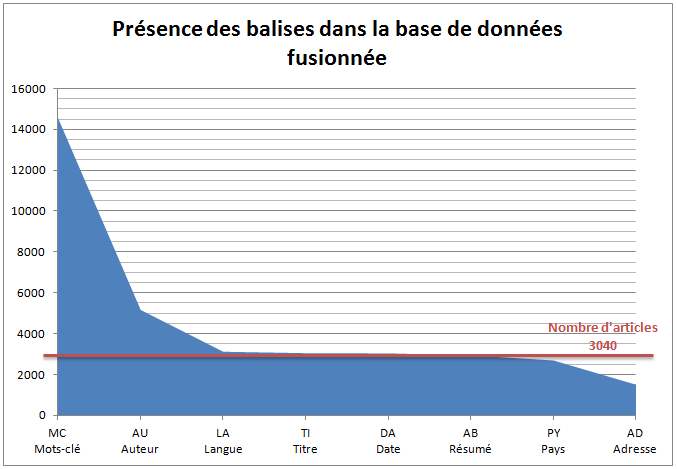 Présence des balises dans la base de données
fusionnée
16000
14000
12000
10000
8000
6000
4000
2000
0
Nombre d'articles
3040
MC AU LA TI DA AB PY AD
Mots-clé Auteur Langue Titre Date Résumé Pays Adresse